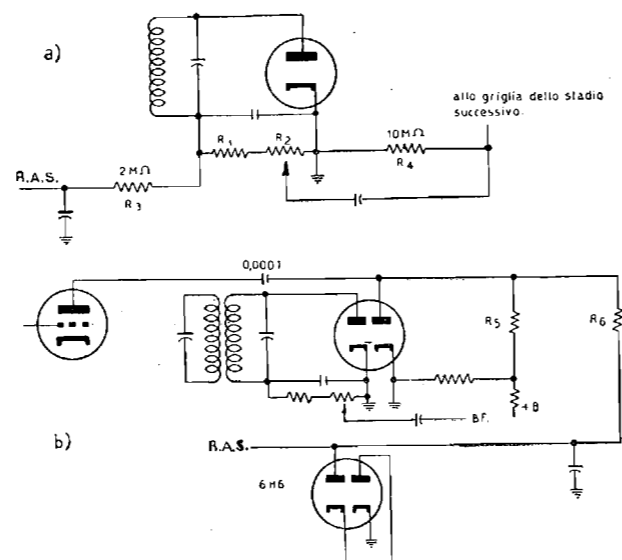 a)
allo griglia dello stadio
successivo.
R1
R2
10MΩ
R4
R.A.S.
2MΩ
R3
0,0001
R5
R6
+B
BF.
b)
R.A.S.
6H6